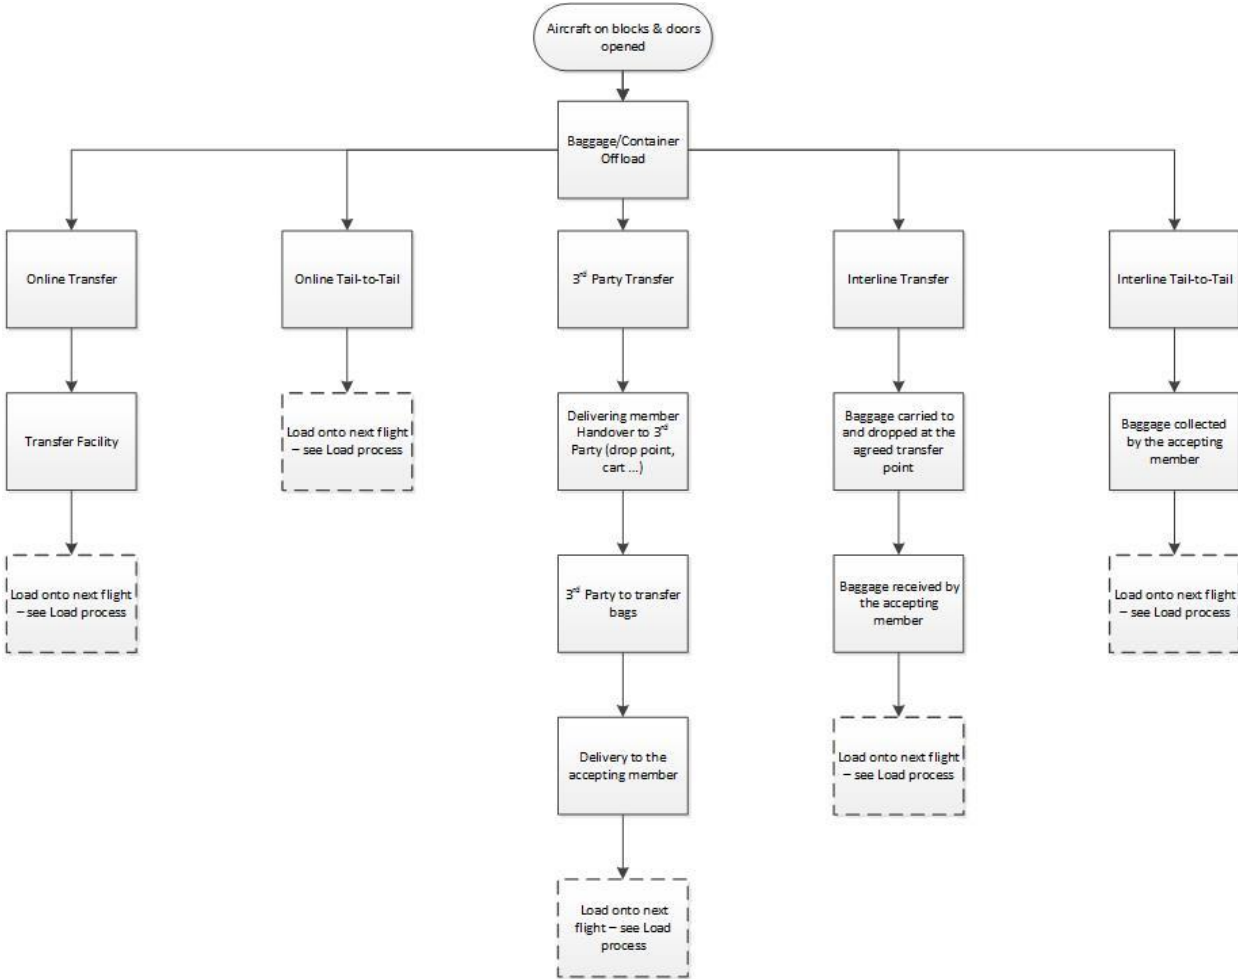 Aircraft on blocks & doors
opened
Baggage/Container
Offload
Online Transfer
Online Tail-to-Tail
3rd Party Transfer
Interline Transfer
Interline Tail-to-Tail
Transfer Facility
Load onto next flight
– see Load process
Delivering member
Handover to 3rd
Party (drop point,
cart ...)
Baggage carried to
and dropped at the
agreed transfer
point
Baggage collected
by the accepting
member
Load onto next flight
– see Load process
3rd Party to transfer
bags
Baggage received by
the accepting
member
Load onto next flight
– see Load process
Delivery to the
accepting member
Load onto next flight
– see Load process
Load onto next
flight – see Load
process